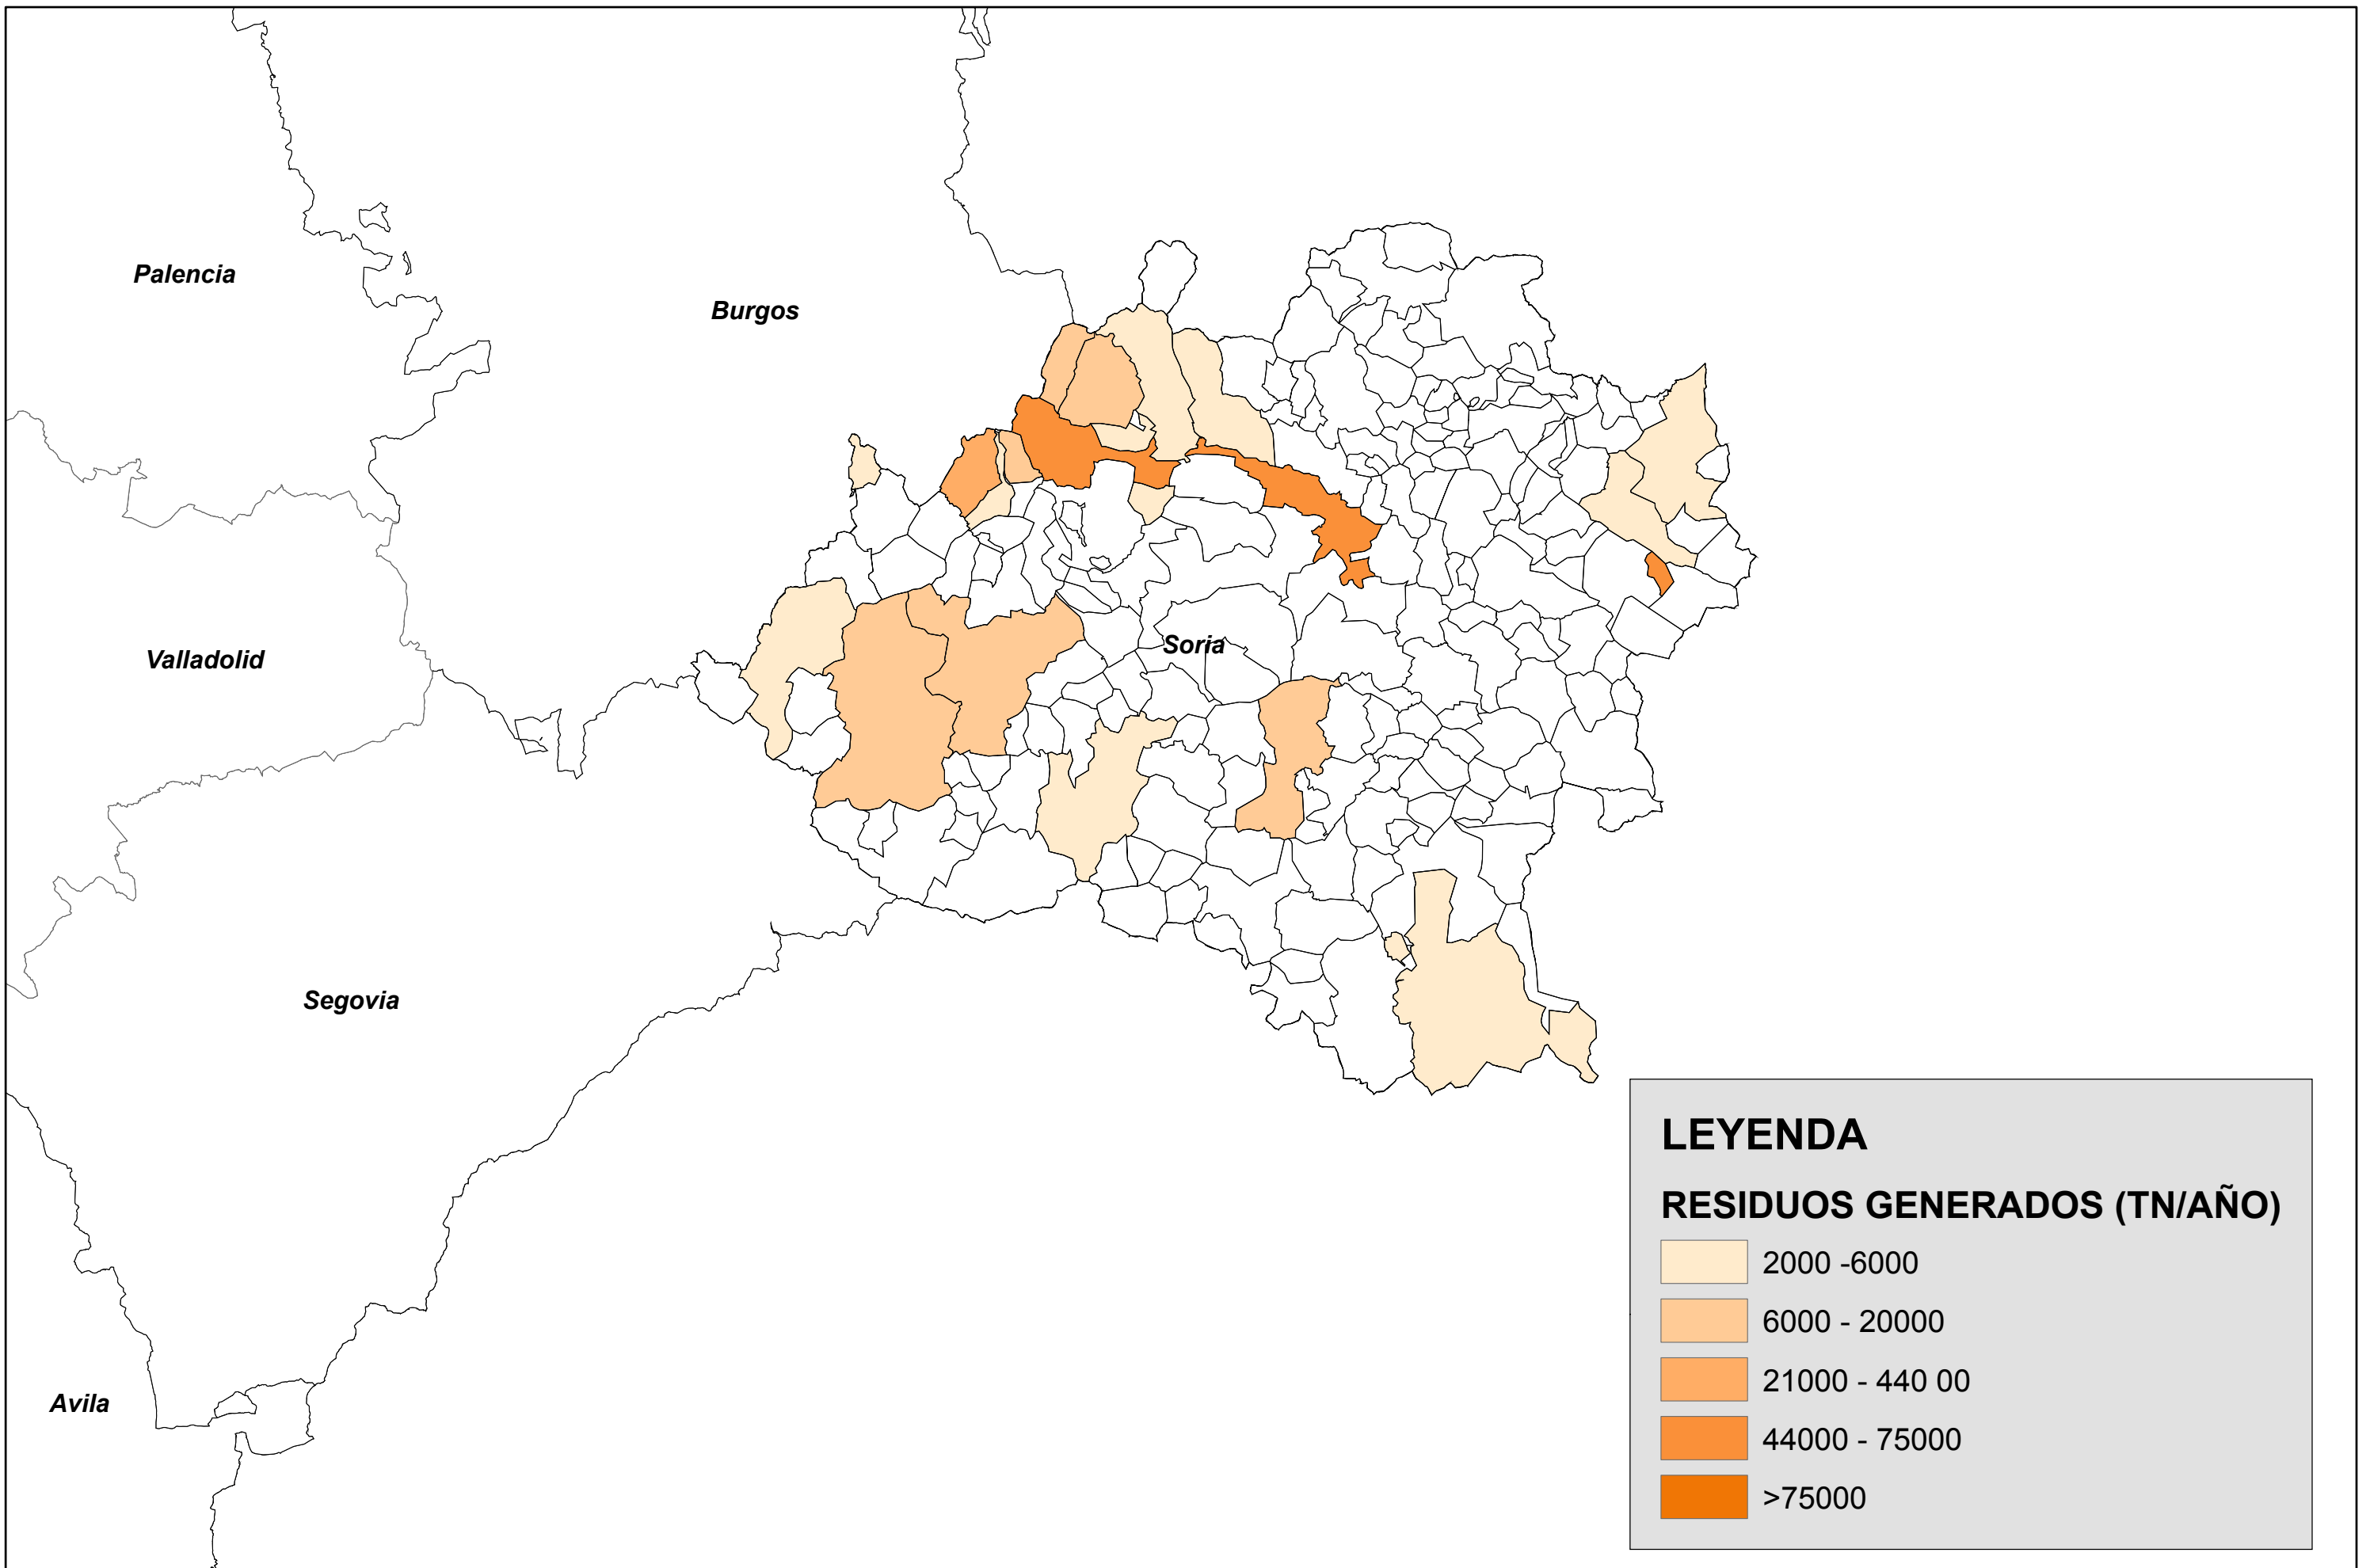 Palencia
Burgos
Valladolid
Soria
Segovia
Avila
LEYENDA
RESIDUOS GENERADOS (TN/AÑO)
2000 -6000
6000 - 20000
21000 - 440 00
44000 - 75000
>75000